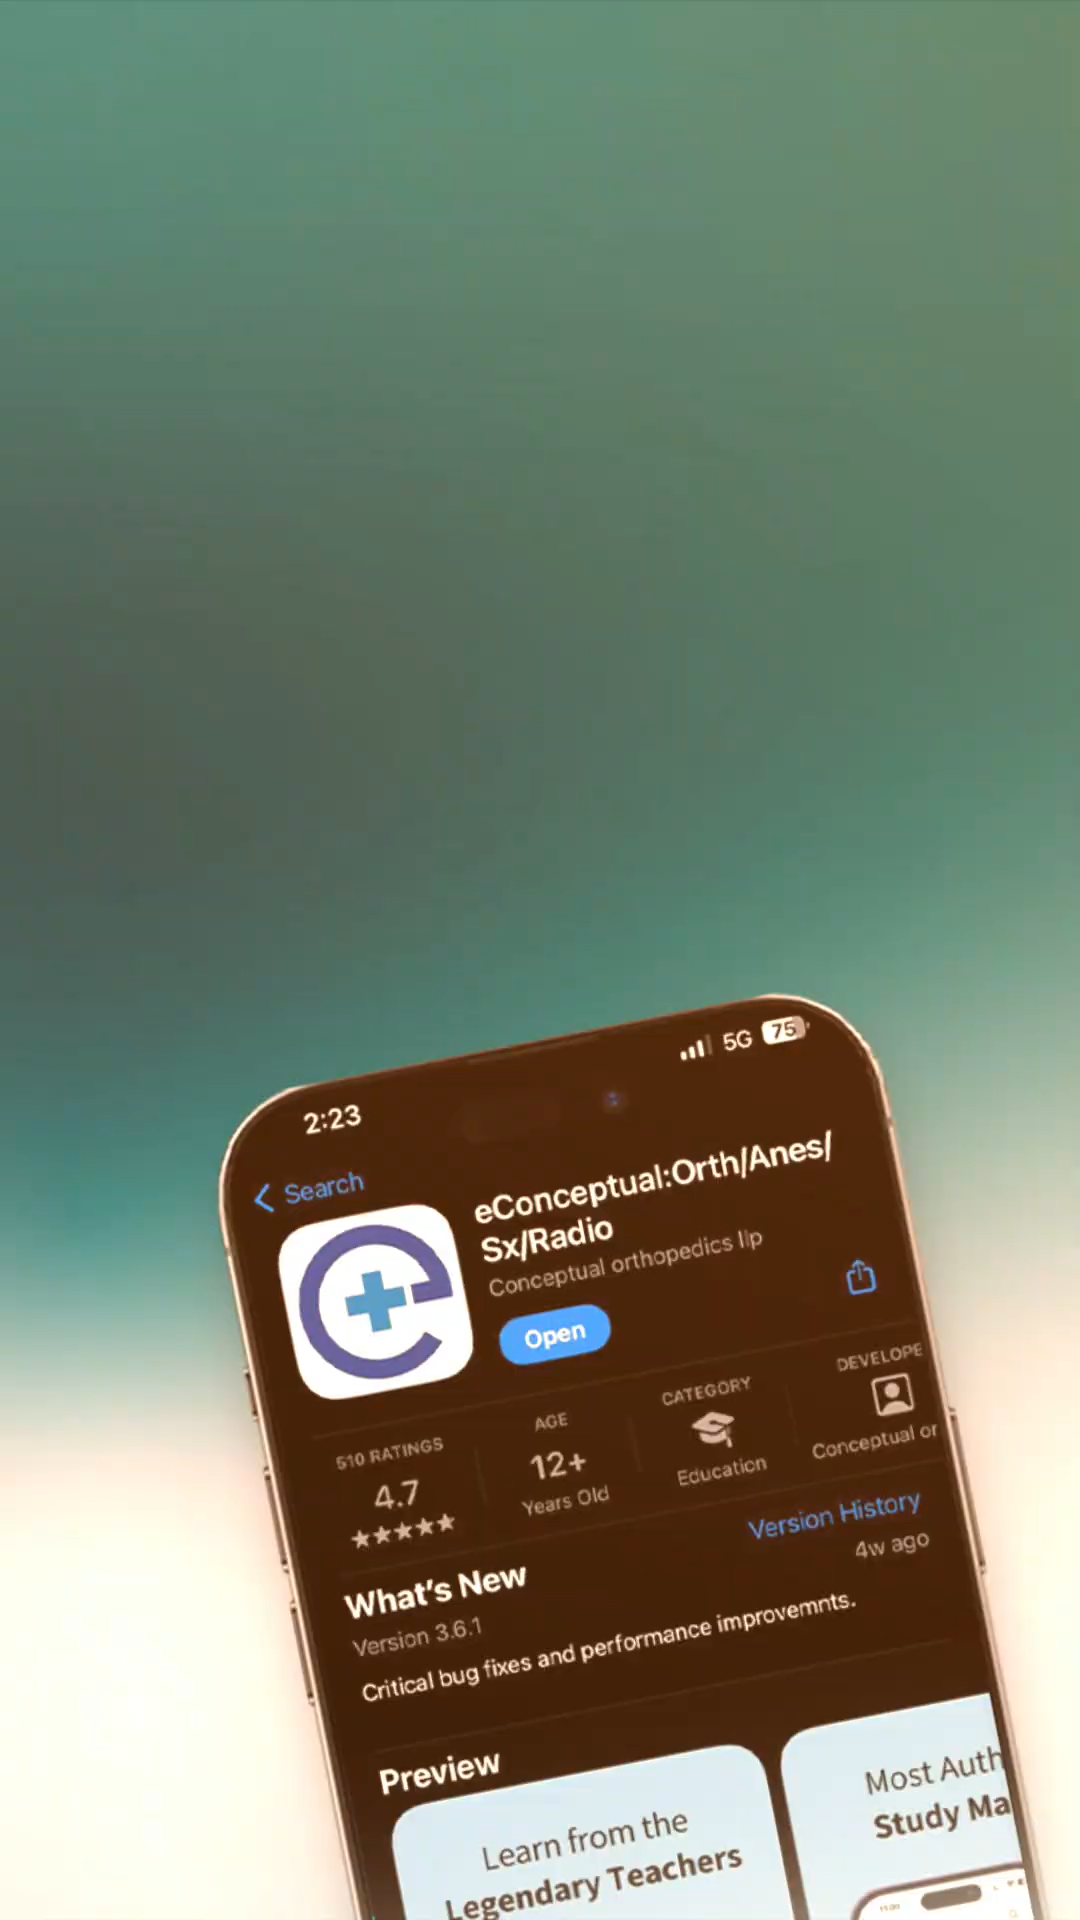 2:23
5G 75
Search
eConceptual:Orth/Anes/
Sx/Radio
Conceptual orthopedics llp
Open
510 RATINGS
4.7
★★★★★
AGE
12+
Years Old
CATEGORY
Education
DEVELOPE
Conceptual or
What's New
Version History
Version 3.6.1
4w ago
Critical bug fixes and performance improvemnts.
Preview
Learn from the
Legendary Teachers
Most Auth
Study Ma